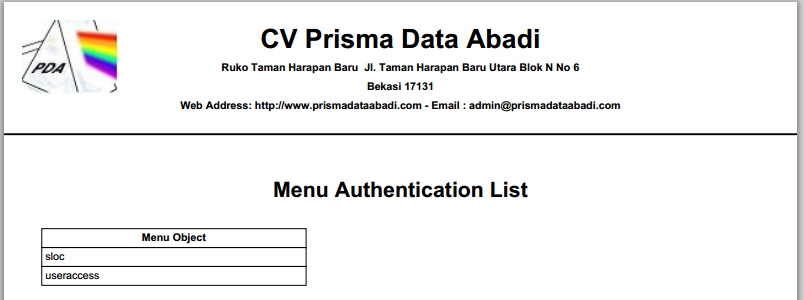 PDA
CV Prisma Data Abadi
Ruko Taman Harapan Baru Jl. Taman Harapan Baru Utara Blok N No 6
Bekasi 17131
Web Address: http://www.prismadataabadi.com - Email : admin@prismadataabadi.com
Menu Authentication List
Menu Object
sloc
useraccess